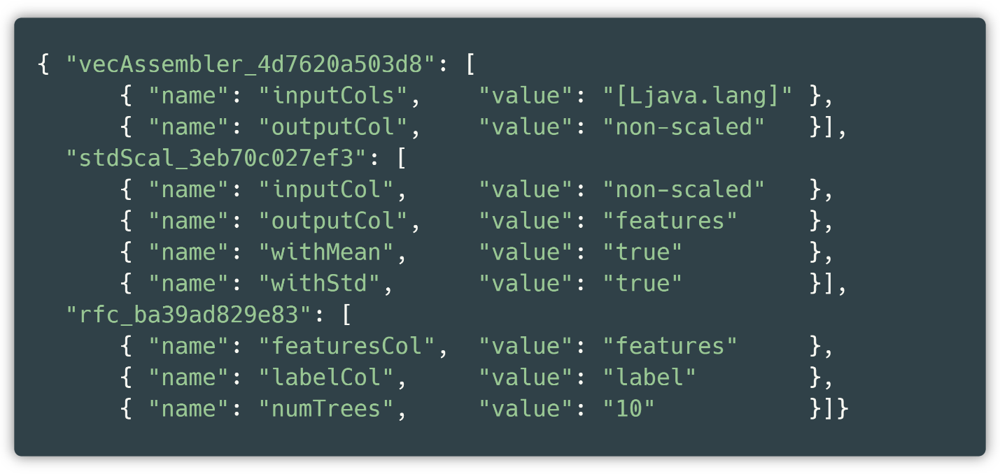 { "vecAssembler_4d7620a503d8": [
{ "name": "inputCols", "value": "[Ljava.lang]" },
{ "name": "outputCol", "value": "non-scaled" }],
"stdScal_3eb70c027ef3": [
{ "name": "inputCol", "value": "non-scaled" },
{ "name": "outputCol", "value": "features" },
{ "name": "withMean", "value": "true" },
{ "name": "withStd", "value": "true" }],
"rfc_ba39ad829e83": [
{ "name": "featuresCol", "value": "features" },
{ "name": "labelCol", "value": "label" },
{ "name": "numTrees", "value": "10" }]}